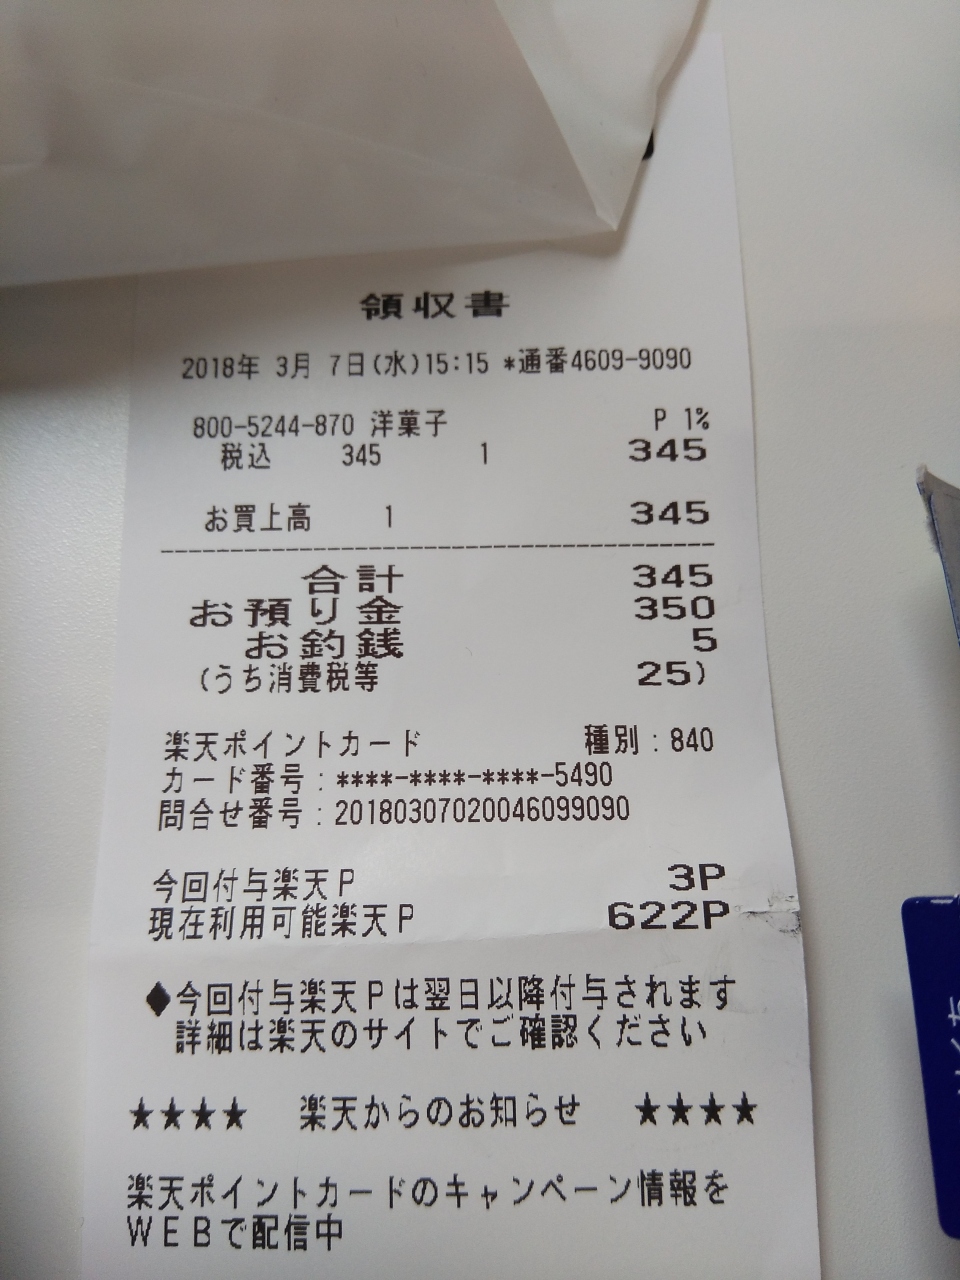 領収書
2018年 3月 7日(水)15:15 *通番4609-9090
800-5244-870 洋菓子 P 1%
税込 345 1 345
お買上高 1 345
合計 345
お預り金 350
お釣銭 5
(うち消費税等 25)
楽天ポイントカード 種別:840
カード番号:****-****-****-5490
問合せ番号:20180307020046099090
今回付与楽天P 3P
現在利用可能楽天P 622P
◆今回付与楽天Pは翌日以降付与されます
詳細は楽天のサイトでご確認ください
★★★★ 楽天からのお知らせ ★★★★
楽天ポイントカードのキャンペーン情報を
WEBで配信中